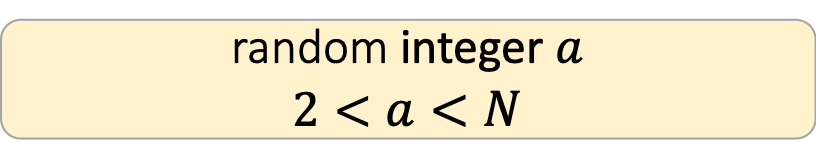 random integer a
2 < a < N